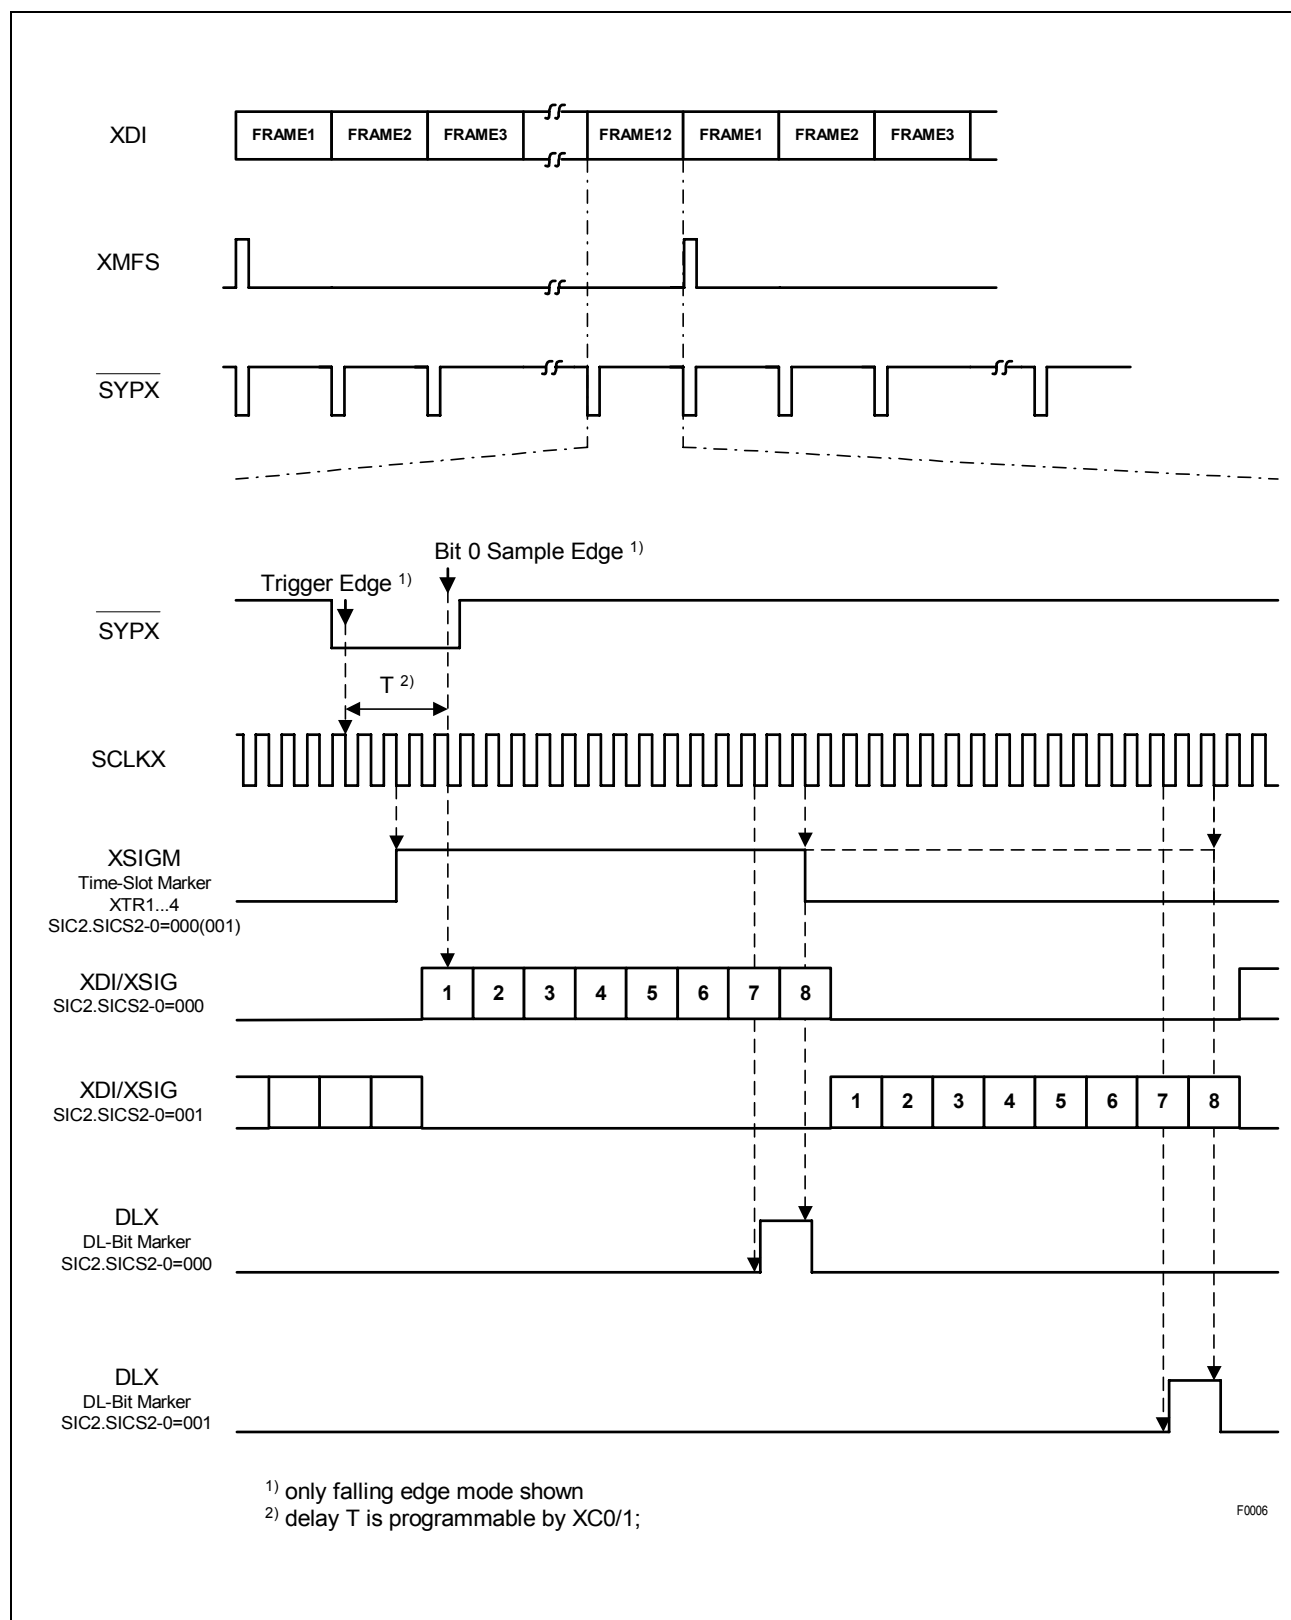 XDI
FRAME1 FRAME2 FRAME3 FRAME12 FRAME1 FRAME2 FRAME3
XMFS
SYPX
Bit 0 Sample Edge 1)
Trigger Edge 1)
SYPX
T 2)
SCLKX
XSIGM
Time-Slot Marker
XTR1...4
SIC2.SICS2-0=000(001)
XDI/XSIG
SIC2.SICS2-0=000
1 2 3 4 5 6 7 8
XDI/XSIG
SIC2.SICS2-0=001
1 2 3 4 5 6 7 8
DLX
DL-Bit Marker
SIC2.SICS2-0=000
DLX
DL-Bit Marker
SIC2.SICS2-0=001
1) only falling edge mode shown
2) delay T is programmable by XC0/1;
F0006